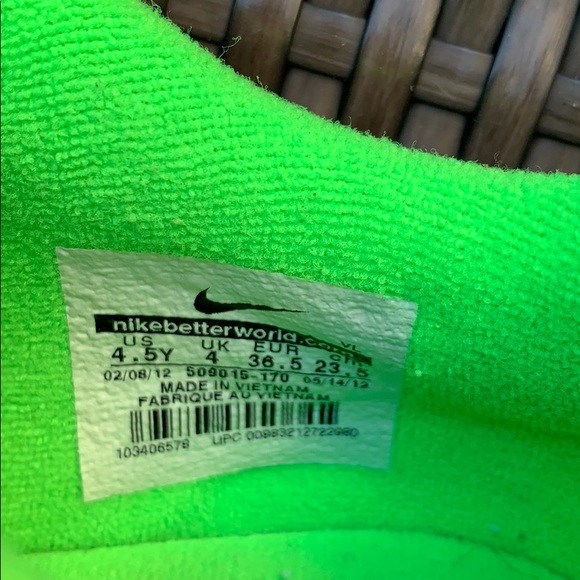 nikebetterworld.com
VL
US UK EUR CM
4.5Y 4 36.5 23.5
02/08/12 509015-170 05/14/12
MADE IN VIETNAM
FABRIQUE AU VIETNAM
103406578 UPC